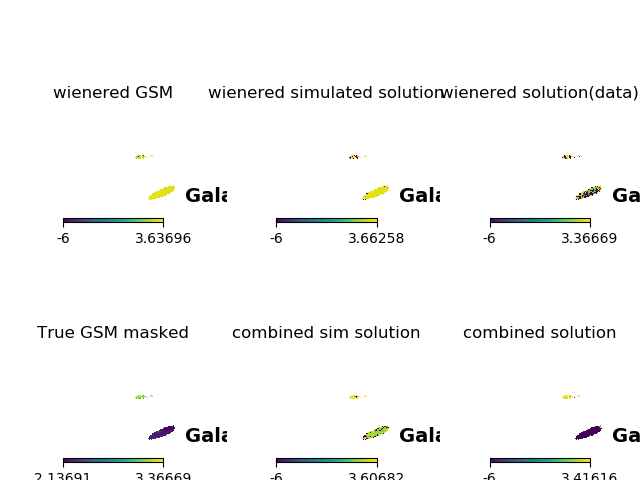 wienered GSM
wienered simulated solution
wienered solution(data)
Gala
Gala
Ga
-6 3.63696
-6 3.66258
-6 3.36669
True GSM masked
combined sim solution
combined solution
Gala
Gala
Ga
2.13691 3.36669
-6 3.60682
-6 3.41616